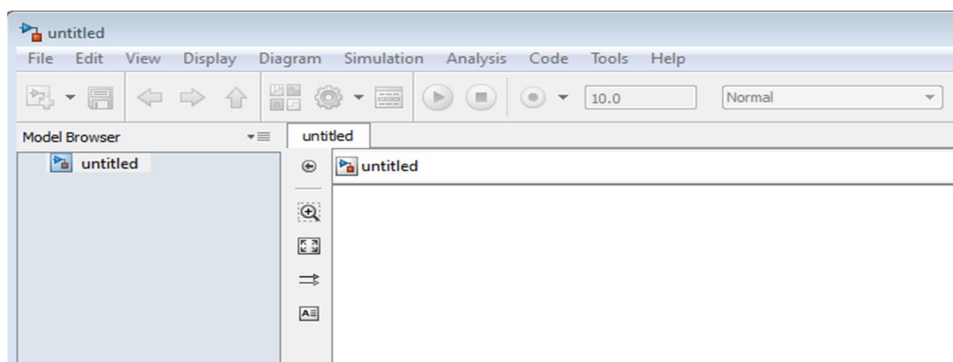 untitled
File Edit View Display Diagram Simulation Analysis Code Tools Help
10.0 Normal
Model Browser untitled
untitled untitled